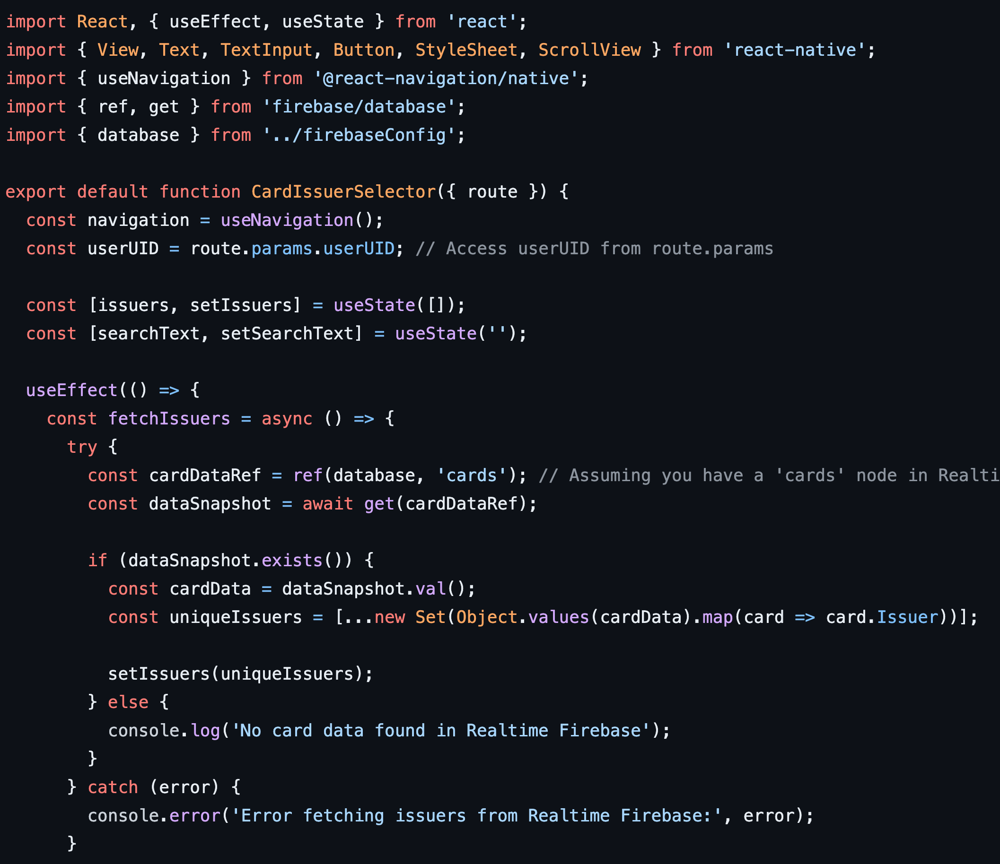 import React, { useEffect, useState } from 'react';
import { View, Text, TextInput, Button, StyleSheet, ScrollView } from 'react-native';
import { useNavigation } from '@react-navigation/native';
import { ref, get } from 'firebase/database';
import { database } from '../firebaseConfig';

export default function CardIssuerSelector({ route }) {
  const navigation = useNavigation();
  const userUID = route.params.userUID; // Access userUID from route.params

  const [issuers, setIssuers] = useState([]);
  const [searchText, setSearchText] = useState('');

  useEffect(() => {
    const fetchIssuers = async () => {
      try {
        const cardDataRef = ref(database, 'cards'); // Assuming you have a 'cards' node in Realti
        const dataSnapshot = await get(cardDataRef);

        if (dataSnapshot.exists()) {
          const cardData = dataSnapshot.val();
          const uniqueIssuers = [...new Set(Object.values(cardData).map(card => card.Issuer))];

          setIssuers(uniqueIssuers);
        } else {
          console.log('No card data found in Realtime Firebase');
        }
      } catch (error) {
        console.error('Error fetching issuers from Realtime Firebase:', error);
      }